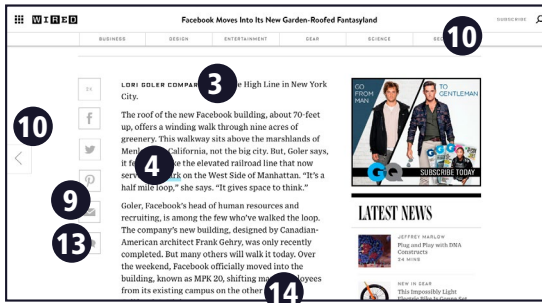 WIRED
Facebook Moves Into Its New Garden-Roofed Fantasyland
SUBSCRIBE
BUSINESS DESIGN ENTERTAINMENT GEAR SCIENCE
10
3
LORI GOLER High Line in New York
City.
The roof of the new Facebook building, about 70-feet
up, offers a winding walk through nine acres of
greenery. This walkway sits above the marshlands of
California, not the big city. But, Goler says,
it the elevated railroad line that now
on the West Side of Manhattan. “It’s a
half mile loop,” she says. “It gives space to think.”
Goler, Facebook’s head of human resources and
recruiting, is among the few who’ve walked the loop.
The company’s new building, designed by Canadian-
American architect Frank Gehry, was only recently
completed. But many others will walk it today. Over
the weekend, Facebook officially moved into the
building, known as MPK 20, shifting
from its existing campus on the other
10
4
9
13
14
GO
FROM
MAN
TO
GENTLEMAN
GQ
SUBSCRIBE TODAY
LATEST NEWS
JEFFREY MARLOW
Plug and Play with DNA
Constructs
24 MINS
NEW IN GEAR
This Impossibly Light